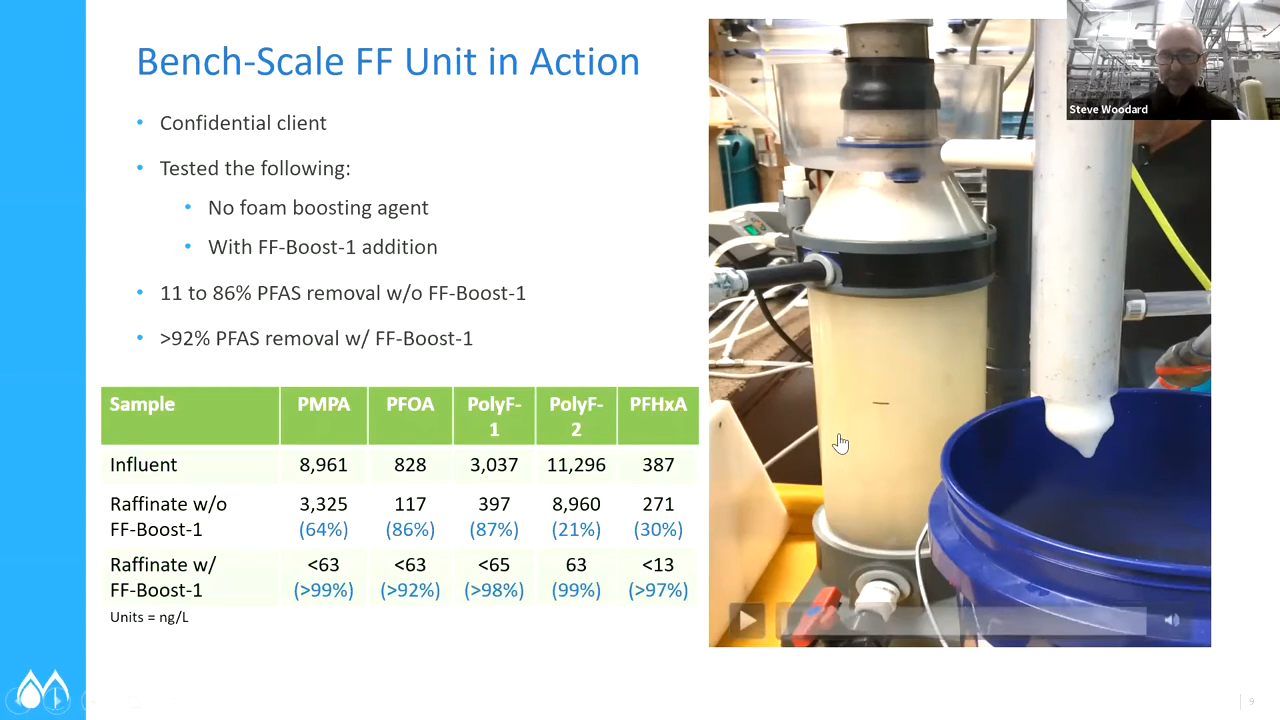 Bench-Scale FF Unit in Action
Steve Woodard
• Confidential client
• Tested the following:
• No foam boosting agent
• With FF-Boost-1 addition
• 11 to 86% PFAS removal w/o FF-Boost-1
• >92% PFAS removal w/ FF-Boost-1
Sample PMPA PFOA PolyF-1 PolyF-2 PFHxA
Influent 8,961 828 3,037 11,296 387
Raffinate w/o FF-Boost-1 3,325 (64%) 117 (86%) 397 (87%) 8,960 (21%) 271 (30%)
Raffinate w/ FF-Boost-1 <63 (>99%) <63 (>92%) <65 (>98%) 63 (99%) <13 (>97%)
Units = ng/L
9